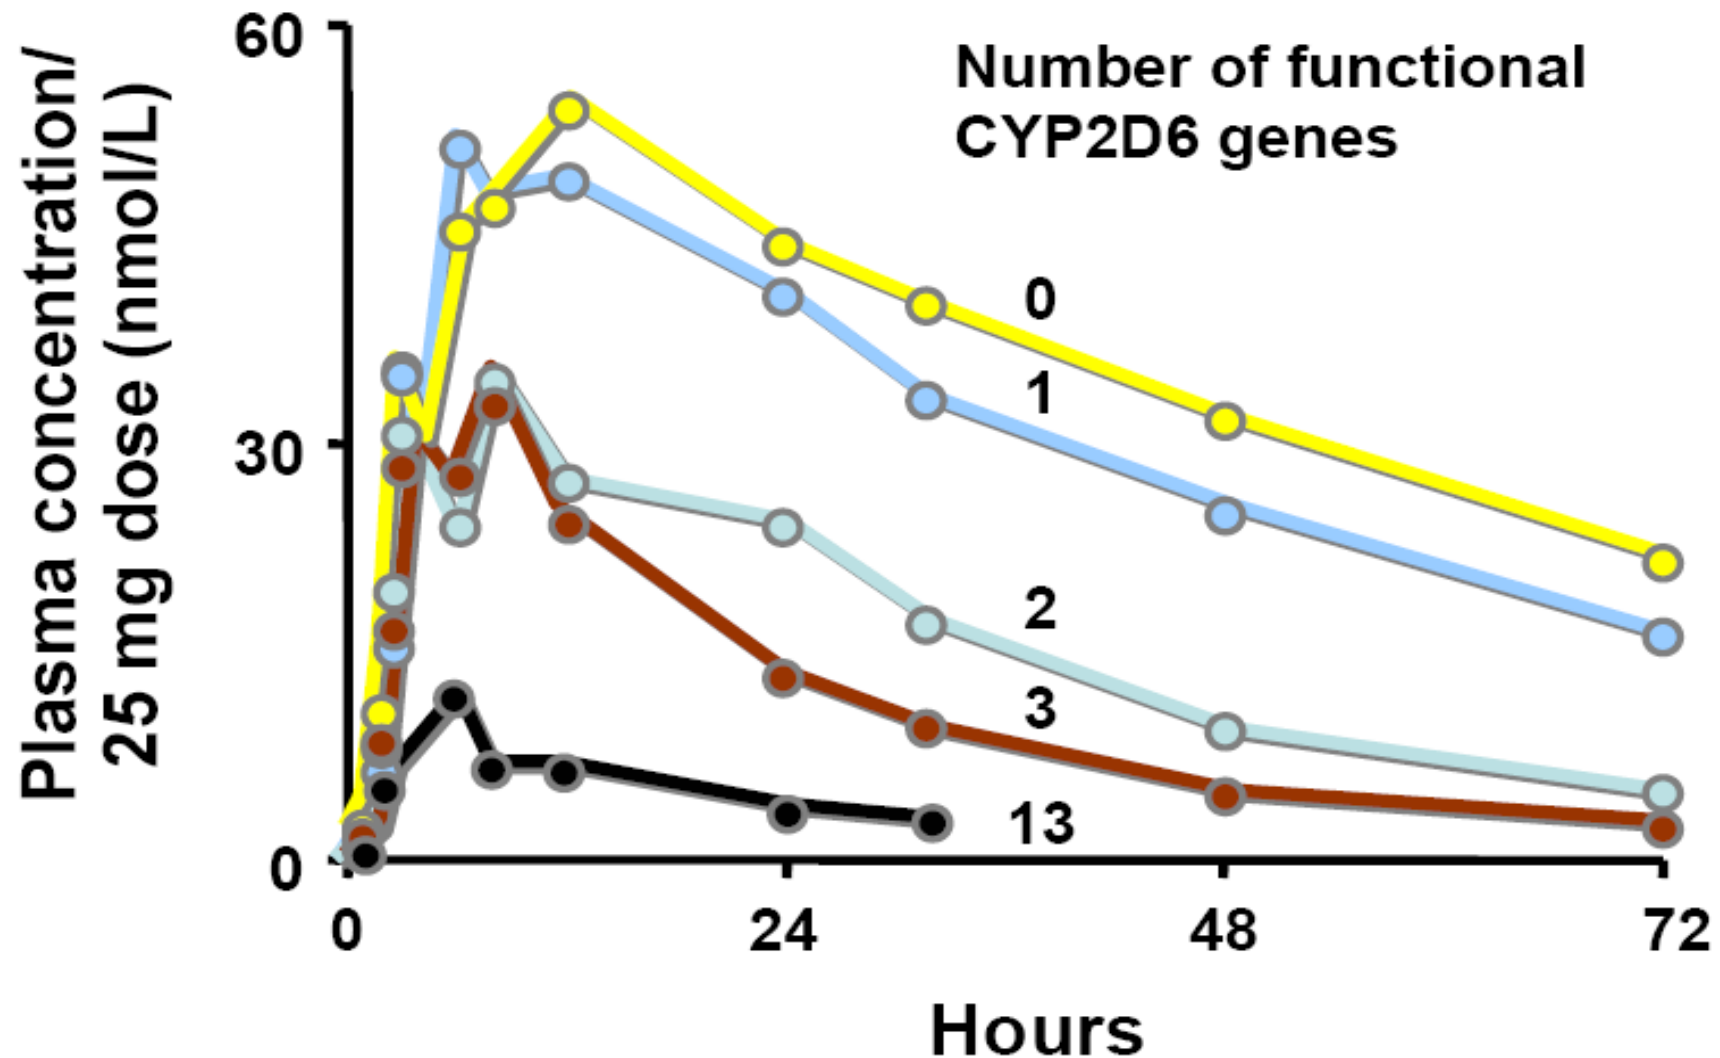 Plasma concentration/
25 mg dose (nmol/L)
60
30
0
Number of functional
CYP2D6 genes
0
1
2
3
13
0
24
48
72
Hours